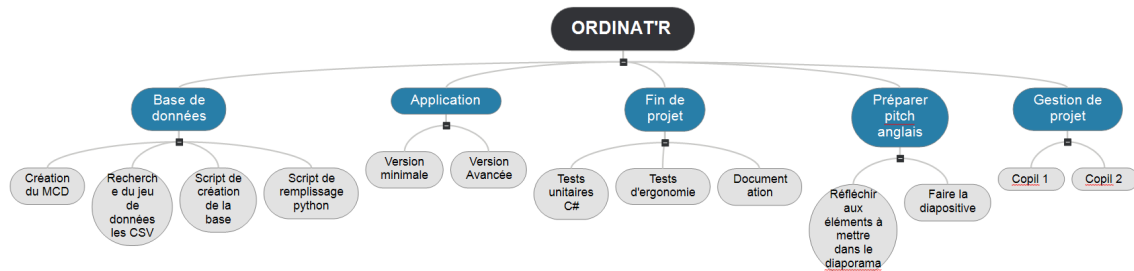 ORDINAT'R
Base de
données
Application
Fin de
projet
Préparer
pitch
anglais
Gestion de
projet
Création
du MCD
Recherch
e du jeu
de
données
les CSV
Script de
création
de la
base
Script de
remplissage
python
Version
minimale
Version
Avancée
Tests
unitaires
C#
Tests
d'ergonomie
Document
ation
Réfléchir
aux
éléments à
mettre
dans le
diaporama
Faire la
diapositive
Copil 1
Copil 2